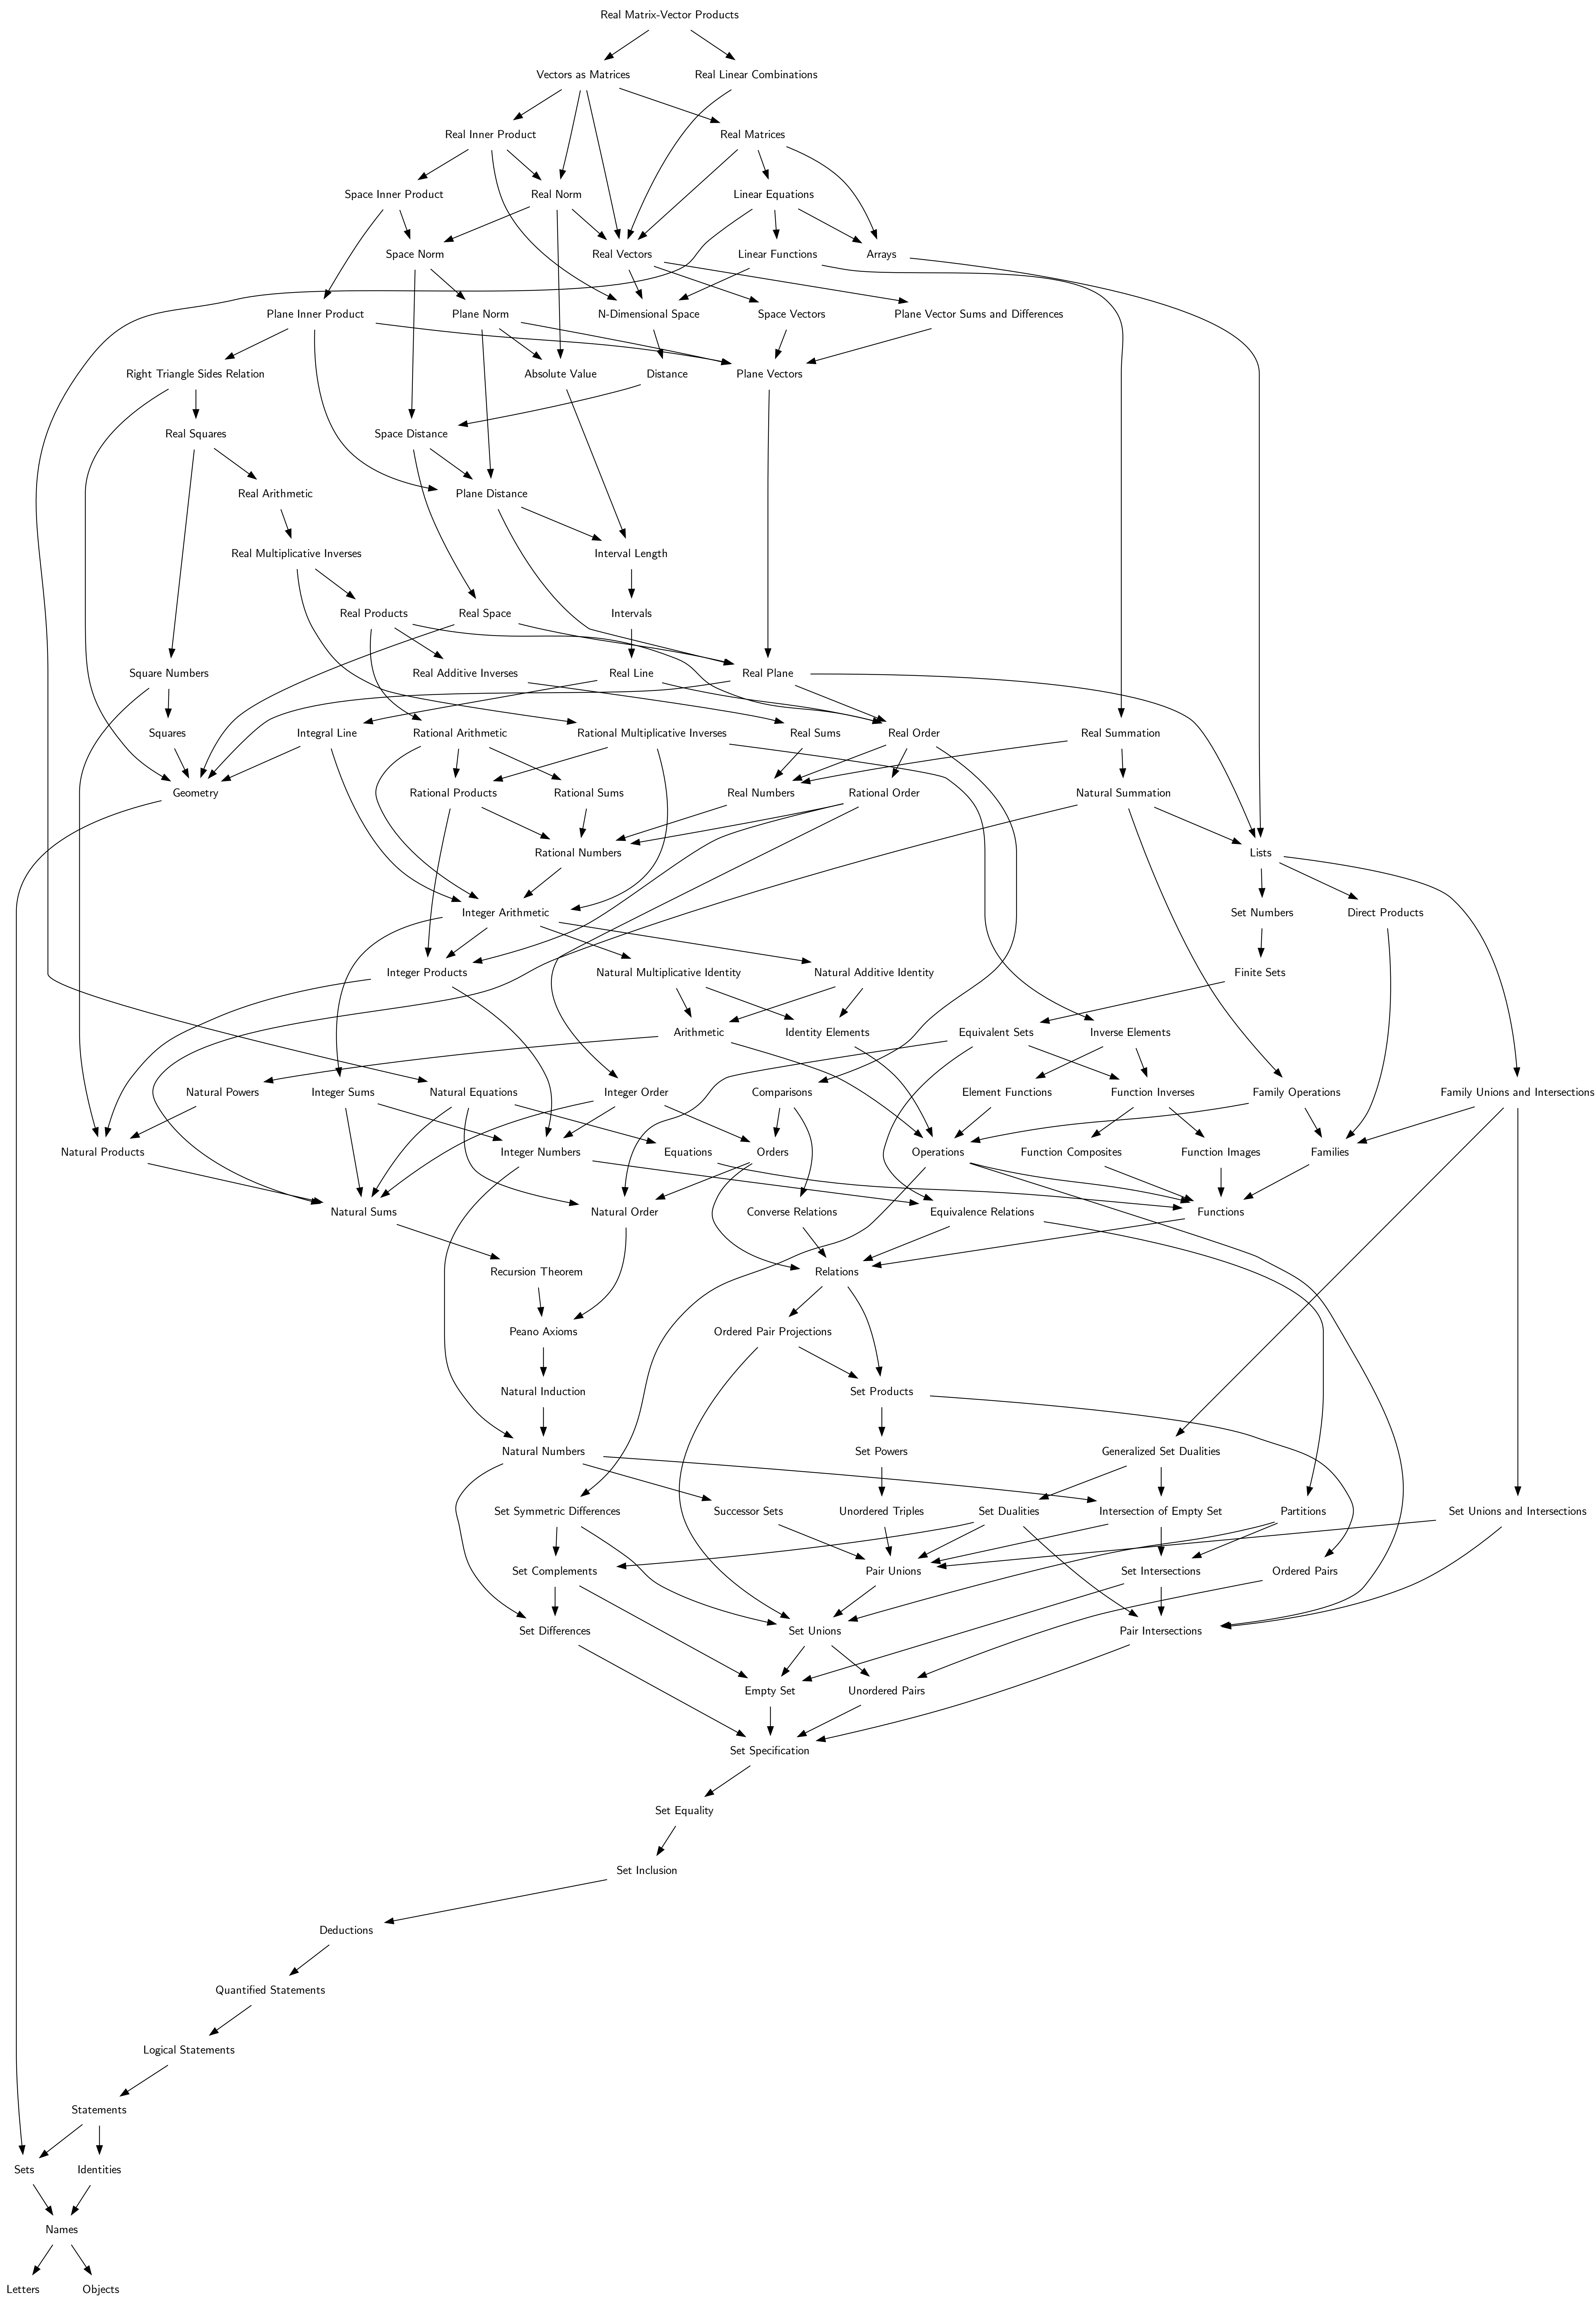 Real Matrix-Vector Products
Vectors as Matrices
Real Linear Combinations
Real Inner Product
Real Matrices
Space Inner Product
Real Norm
Linear Equations
Space Norm
Real Vectors
Linear Functions
Arrays
Plane Inner Product
Plane Norm
N-Dimensional Space
Space Vectors
Plane Vector Sums and Differences
Right Triangle Sides Relation
Absolute Value
Distance
Plane Vectors
Real Squares
Space Distance
Real Arithmetic
Plane Distance
Real Multiplicative Inverses
Interval Length
Real Products
Real Space
Intervals
Square Numbers
Real Additive Inverses
Real Line
Real Plane
Squares
Integral Line
Rational Arithmetic
Rational Multiplicative Inverses
Real Sums
Real Order
Real Summation
Geometry
Rational Products
Rational Sums
Real Numbers
Rational Order
Natural Summation
Rational Numbers
Lists
Integer Arithmetic
Set Numbers
Direct Products
Integer Products
Natural Multiplicative Identity
Natural Additive Identity
Finite Sets
Arithmetic
Identity Elements
Equivalent Sets
Inverse Elements
Natural Powers
Integer Sums
Natural Equations
Integer Order
Comparisons
Element Functions
Function Inverses
Family Operations
Family Unions and Intersections
Natural Products
Integer Numbers
Equations
Orders
Operations
Function Composites
Function Images
Families
Natural Sums
Natural Order
Converse Relations
Equivalence Relations
Functions
Recursion Theorem
Relations
Peano Axioms
Ordered Pair Projections
Natural Induction
Set Products
Natural Numbers
Set Powers
Generalized Set Dualities
Set Symmetric Differences
Successor Sets
Unordered Triples
Set Dualities
Intersection of Empty Set
Partitions
Set Unions and Intersections
Set Complements
Pair Unions
Set Intersections
Ordered Pairs
Set Differences
Set Unions
Pair Intersections
Empty Set
Unordered Pairs
Set Specification
Set Equality
Set Inclusion
Deductions
Quantified Statements
Logical Statements
Statements
Sets
Identities
Names
Letters
Objects